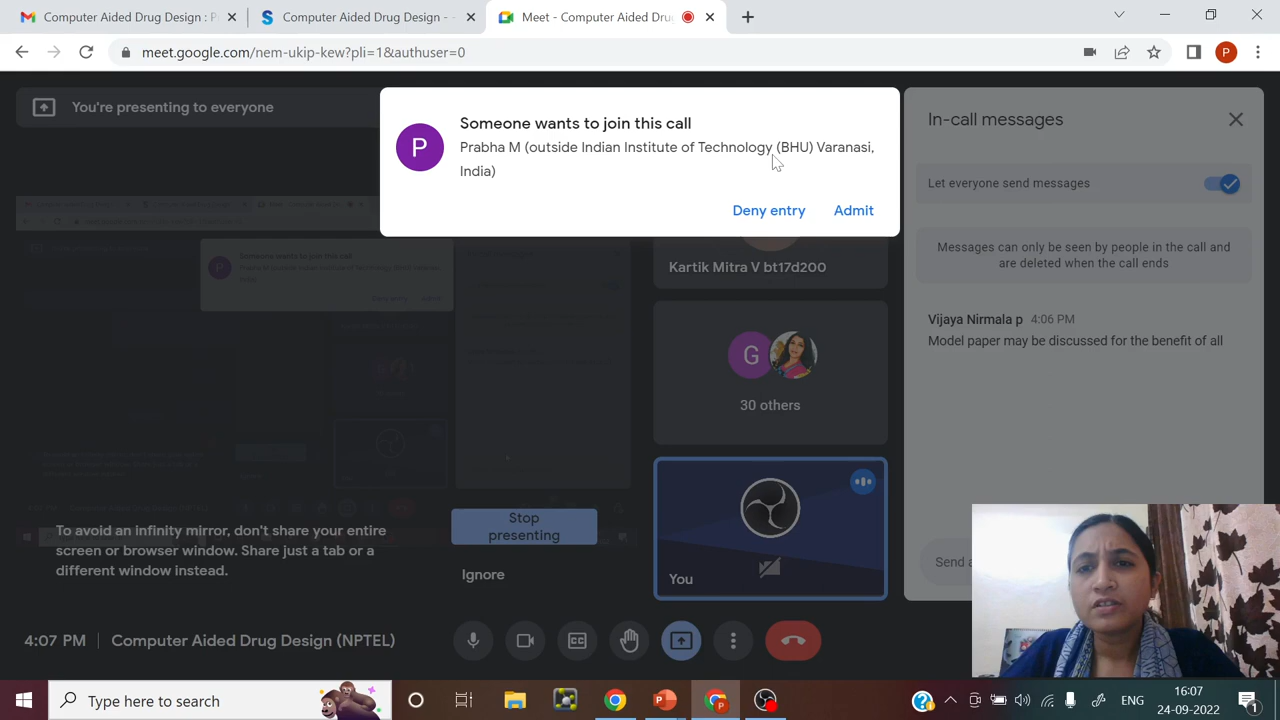 Computer Aided Drug Design : P
Computer Aided Drug Design - -
Meet - Computer Aided Dru
meet.google.com/nem-ukip-kew?pli=1&authuser=0
P
You're presenting to everyone
Someone wants to join this call
P
Prabha M (outside Indian Institute of Technology (BHU) Varanasi,
India)
Deny entry
Admit
In-call messages
Let everyone send messages
Messages can only be seen by people in the call and
are deleted when the call ends
Vijaya Nirmala p 4:06 PM
Model paper may be discussed for the benefit of all
Kartik Mitra V bt17d200
G
30 others
You
To avoid an infinity mirror, don't share your entire
screen or browser window. Share just a tab or a
different window instead.
Stop
presenting
Ignore
Send a
4:07 PM
Computer Aided Drug Design (NPTEL)
Type here to search
ENG
16:07
24-09-2022
1